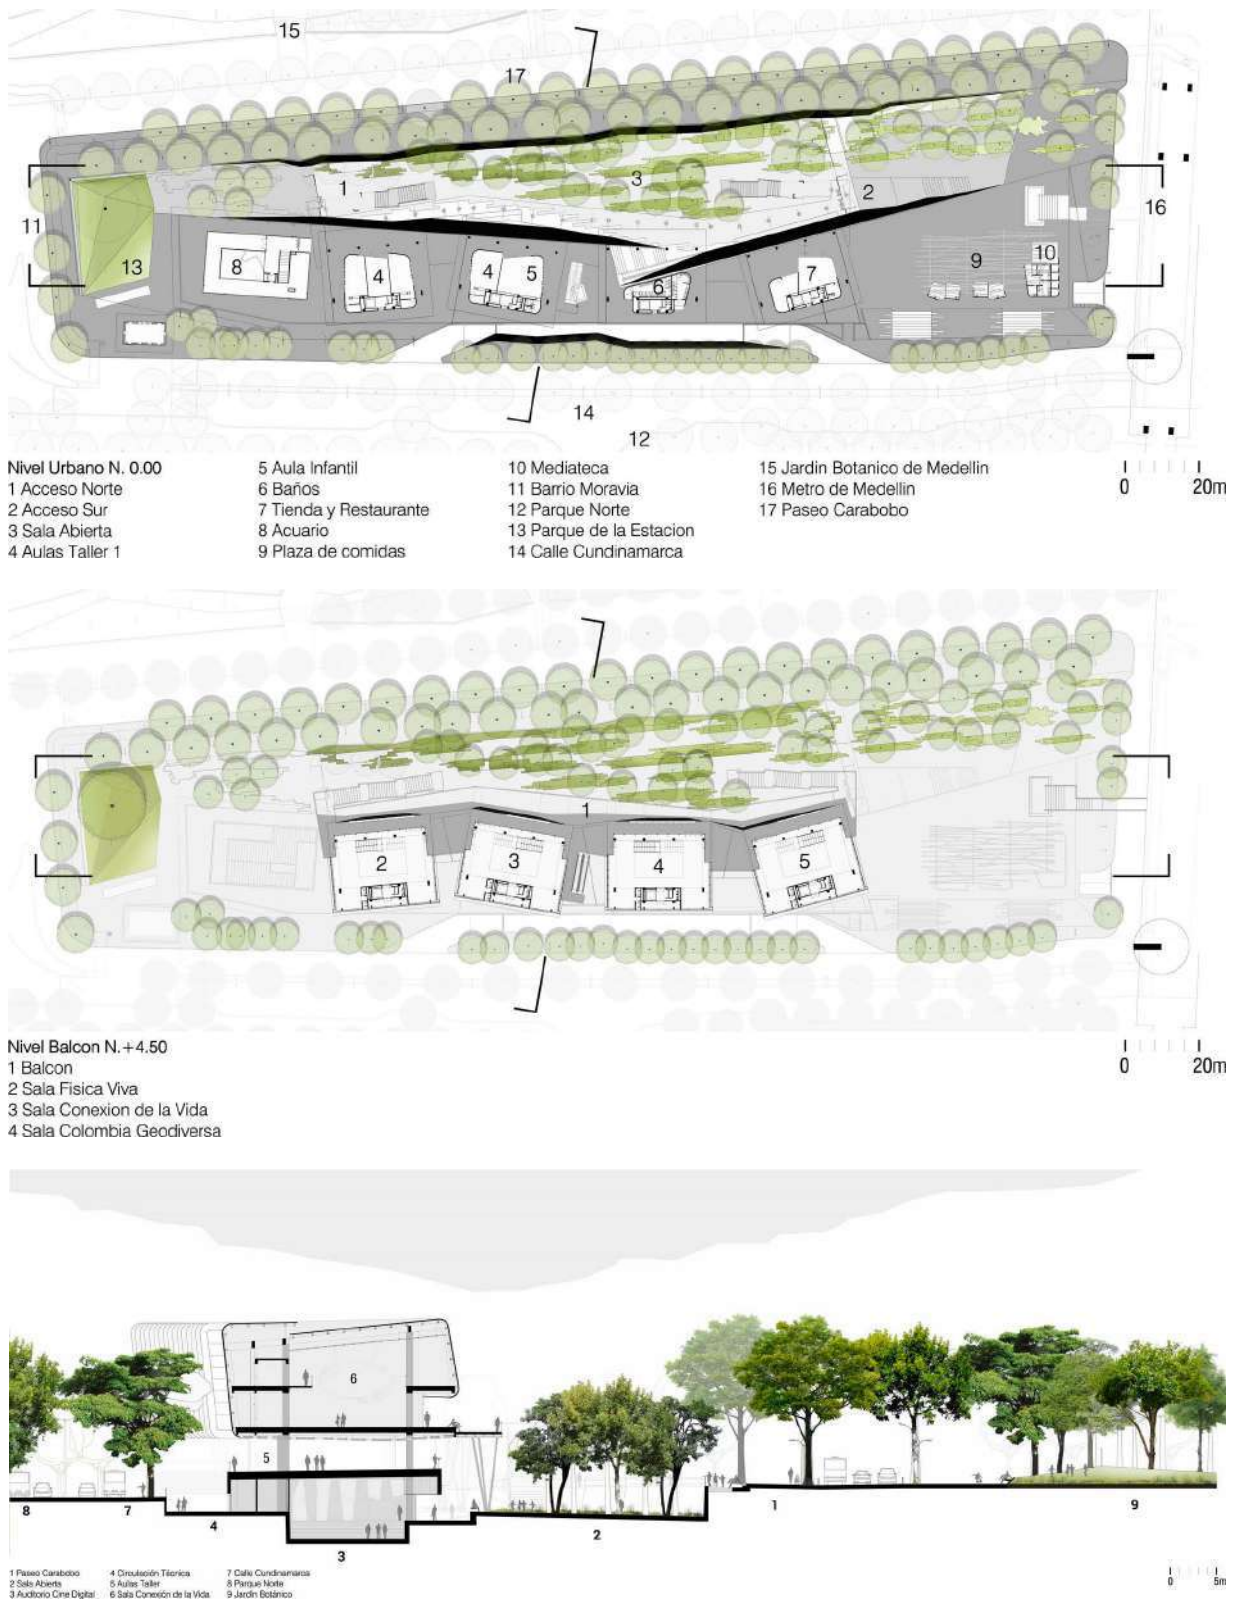 15
17
1
3
2
11
16
13
8
4
4 5
6
7
9
10
14
12
Nivel Urbano N. 0.00
1 Acceso Norte
2 Acceso Sur
3 Sala Abierta
4 Aulas Taller 1
5 Aula Infantil
6 Baños
7 Tienda y Restaurante
8 Acuario
9 Plaza de comidas
10 Mediateca
11 Barrio Moravia
12 Parque Norte
13 Parque de la Estacion
14 Calle Cundinamarca
15 Jardin Botanico de Medellin
16 Metro de Medellin
17 Paseo Carabobo
0 20m
1
2
3
4
5
Nivel Balcon N.+4.50
1 Balcon
2 Sala Fisica Viva
3 Sala Conexion de la Vida
4 Sala Colombia Geodiversa
0 20m
6
5
8
7
4
3
2
1
9
1 Paseo Carabobo
2 Sala Abierta
3 Auditorio Cine Digital
4 Circulación Técnica
5 Aulas Taller
6 Sala Conexión de la Vida
7 Calle Cundinamarca
8 Parque Norte
9 Jardín Botánico
0 5m